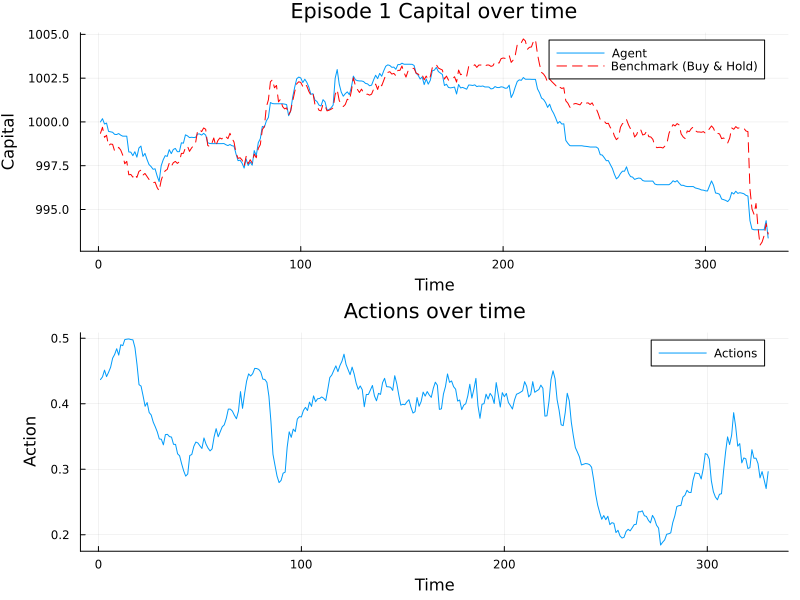 Episode 1 Capital over time
1005.0
1002.5
1000.0
997.5
995.0
Capital
Agent
Benchmark (Buy & Hold)
0 100 200 300
Time
Actions over time
0.5
0.4
0.3
0.2
Action
Actions
0 100 200 300
Time